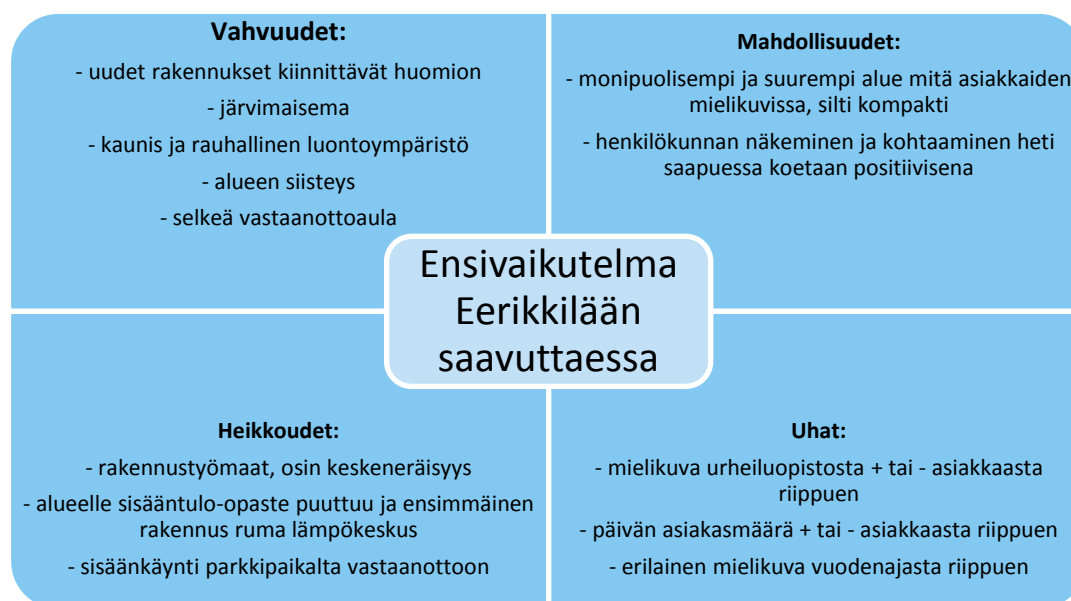 Vahvuudet:
- uudet rakennukset kiinnittävät huomion
- järvimaisema
- kaunis ja rauhallinen luontoympäristö
- alueen siisteys
- selkeä vastaanottoaula
Mahdollisuudet:
- monipuolisempi ja suurempi alue mitä asiakkaiden
mielikuvissa, silti kompakti
- henkilökunnan näkeminen ja kohtaaminen heti
saapuessa koetaan positiivisena
Ensivaikutelma
Eerikkilään
saavuttaessa
Heikkoudet:
- rakennustyömaat, osin keskeneräisyys
- alueelle sisääntulo-opaste puuttuu ja ensimmäinen
rakennus ruma lämpökeskus
- sisäänkäynti parkkipaikalta vastaanottoon
Uhat:
- mielikuva urheiluopistosta + tai - asiakkaasta
riippuen
- päivän asiakasmäärä + tai - asiakkaasta riippuen
- erilainen mielikuva vuodenajasta riippuen